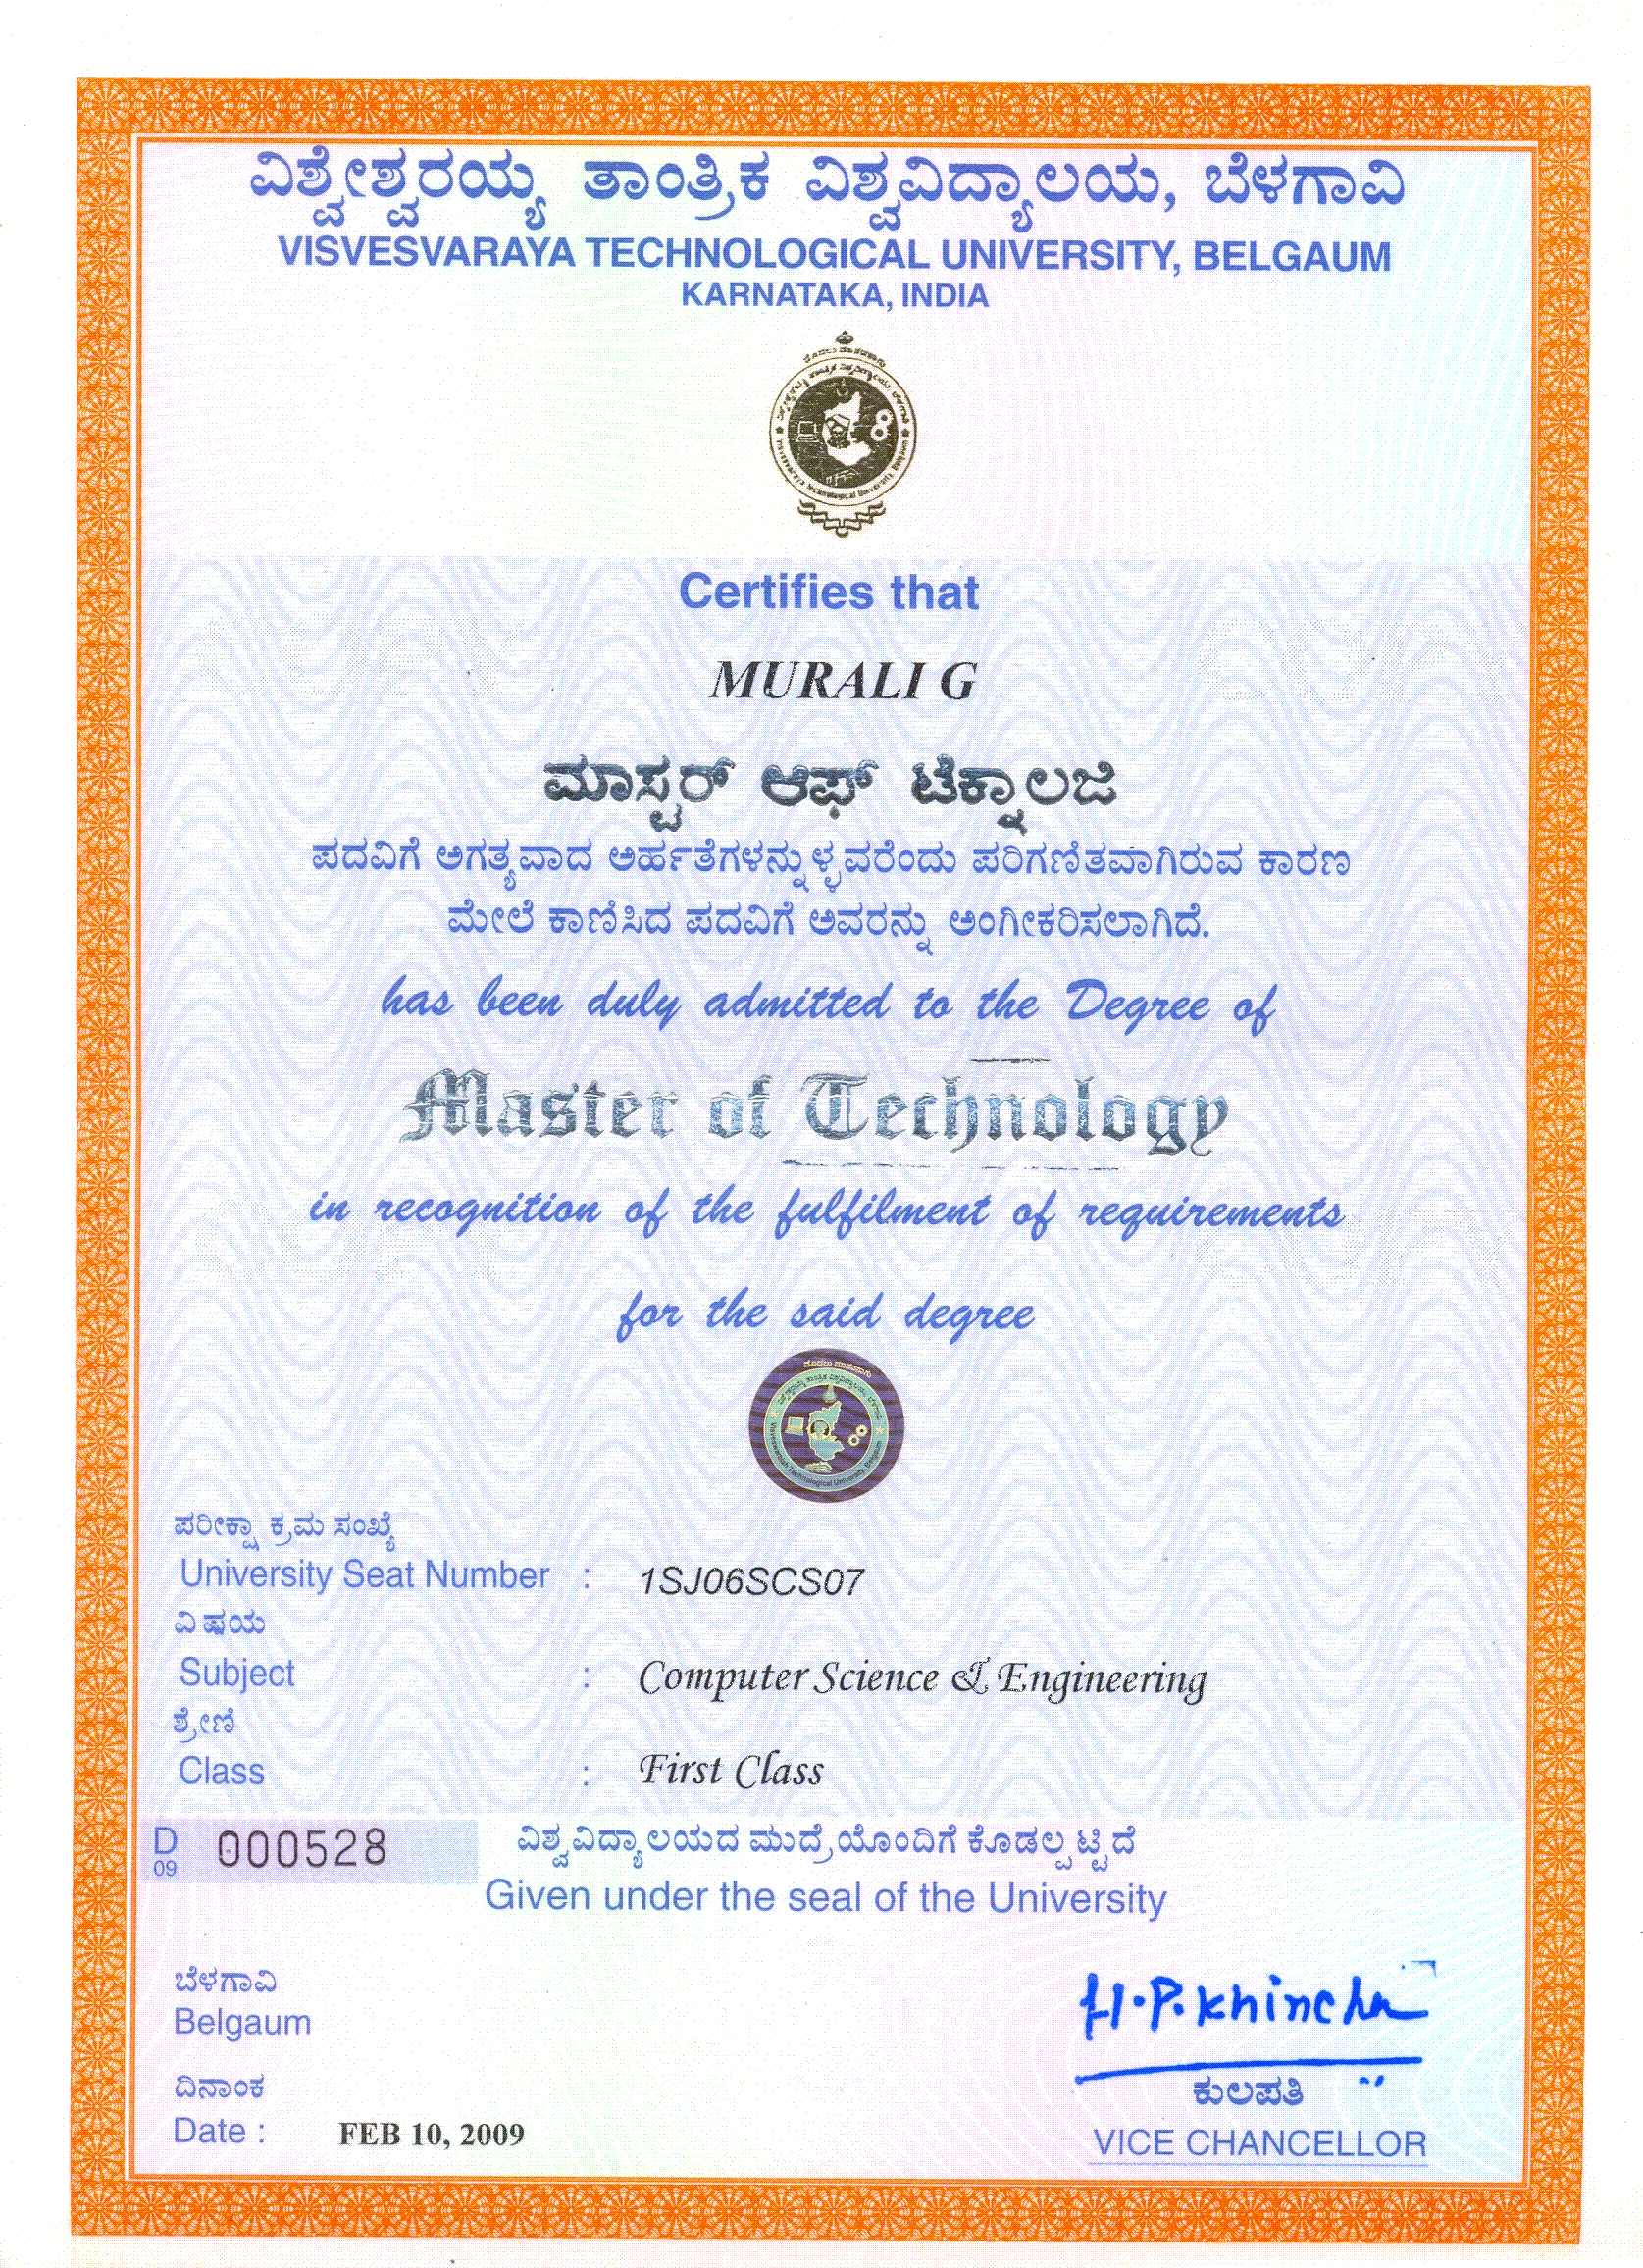 ವಿಶ್ವೇಶ್ವರಯ್ಯ ತಾಂತ್ರಿಕ ವಿಶ್ವವಿದ್ಯಾಲಯ, ಬೆಳಗಾವಿ
VISVESVARAYA TECHNOLOGICAL UNIVERSITY, BELGAUM
KARNATAKA, INDIA
Certifies that
MURALI G
ಮಾಸ್ಟರ್ ಆಫ್ ಟೆಕ್ನಾಲಜಿ
ಪದವಿಗೆ ಅಗತ್ಯವಾದ ಅರ್ಹತೆಗಳನ್ನುಳ್ಳವರೆಂದು ಪರಿಗಣಿತವಾಗಿರುವ ಕಾರಣ
ಮೇಲೆ ಕಾಣಿಸಿದ ಪದವಿಗೆ ಅವರನ್ನು ಅಂಗೀಕರಿಸಲಾಗಿದೆ.
has been duly admitted to the Degree of
Master of Technology
in recognition of the fulfilment of requirements
for the said degree
ಪರೀಕ್ಷಾ ಕ್ರಮ ಸಂಖ್ಯೆ
University Seat Number : 1SJ06SCS07
ವಿಷಯ
Subject : Computer Science & Engineering
ಶ್ರೇಣಿ
Class : First Class
D 09 000528
ವಿಶ್ವವಿದ್ಯಾಲಯದ ಮುದ್ರೆಯೊಂದಿಗೆ ಕೊಡಲ್ಪಟ್ಟಿದೆ
Given under the seal of the University
ಬೆಳಗಾವಿ
Belgaum
H.P.Khincha
ದಿನಾಂಕ
ಕುಲಪತಿ
Date : FEB 10, 2009
VICE CHANCELLOR